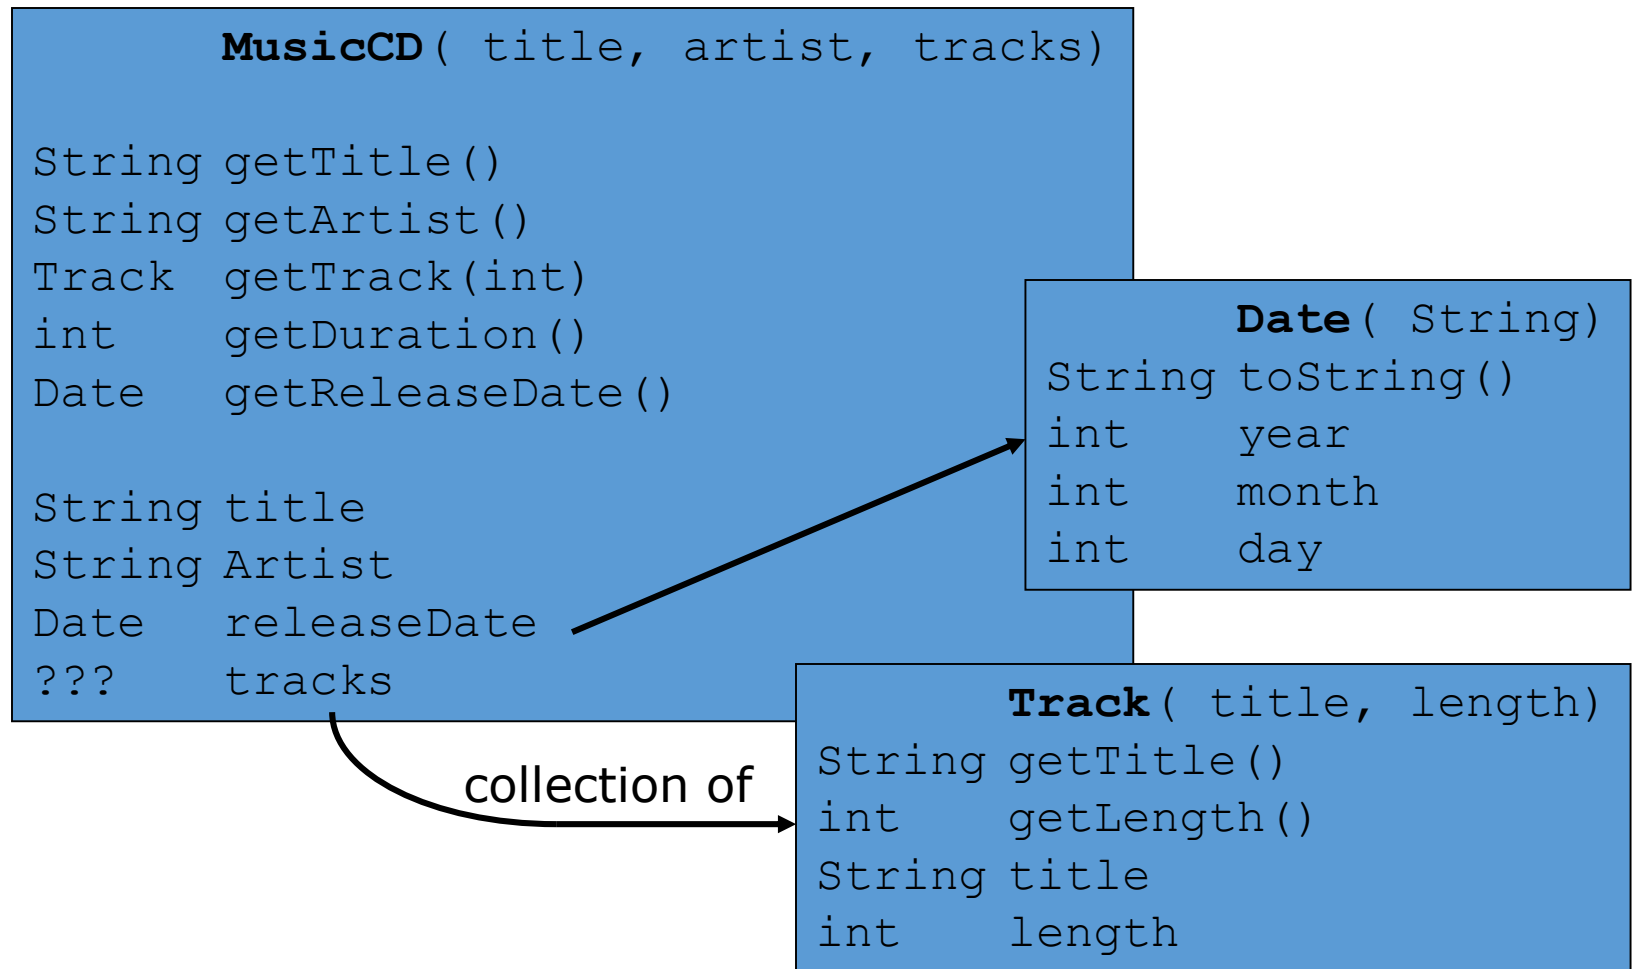 MusicCD( title, artist, tracks)
String getTitle()
String getArtist()
Track getTrack(int)
int getDuration()
Date getReleaseDate()
String title
String Artist
Date releaseDate
??? tracks
Date( String)
String toString()
int year
int month
int day
collection of
Track( title, length)
String getTitle()
int getLength()
String title
int length